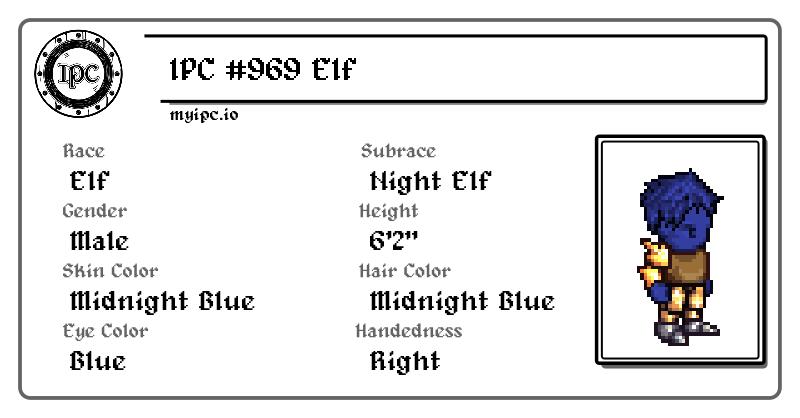 IPC
IPC #969 Elf
myipc.io
Race
Elf
Subrace
Night Elf
Gender
Male
Height
6'2"
Skin Color
Midnight Blue
Hair Color
Midnight Blue
Eye Color
Blue
Handedness
Right